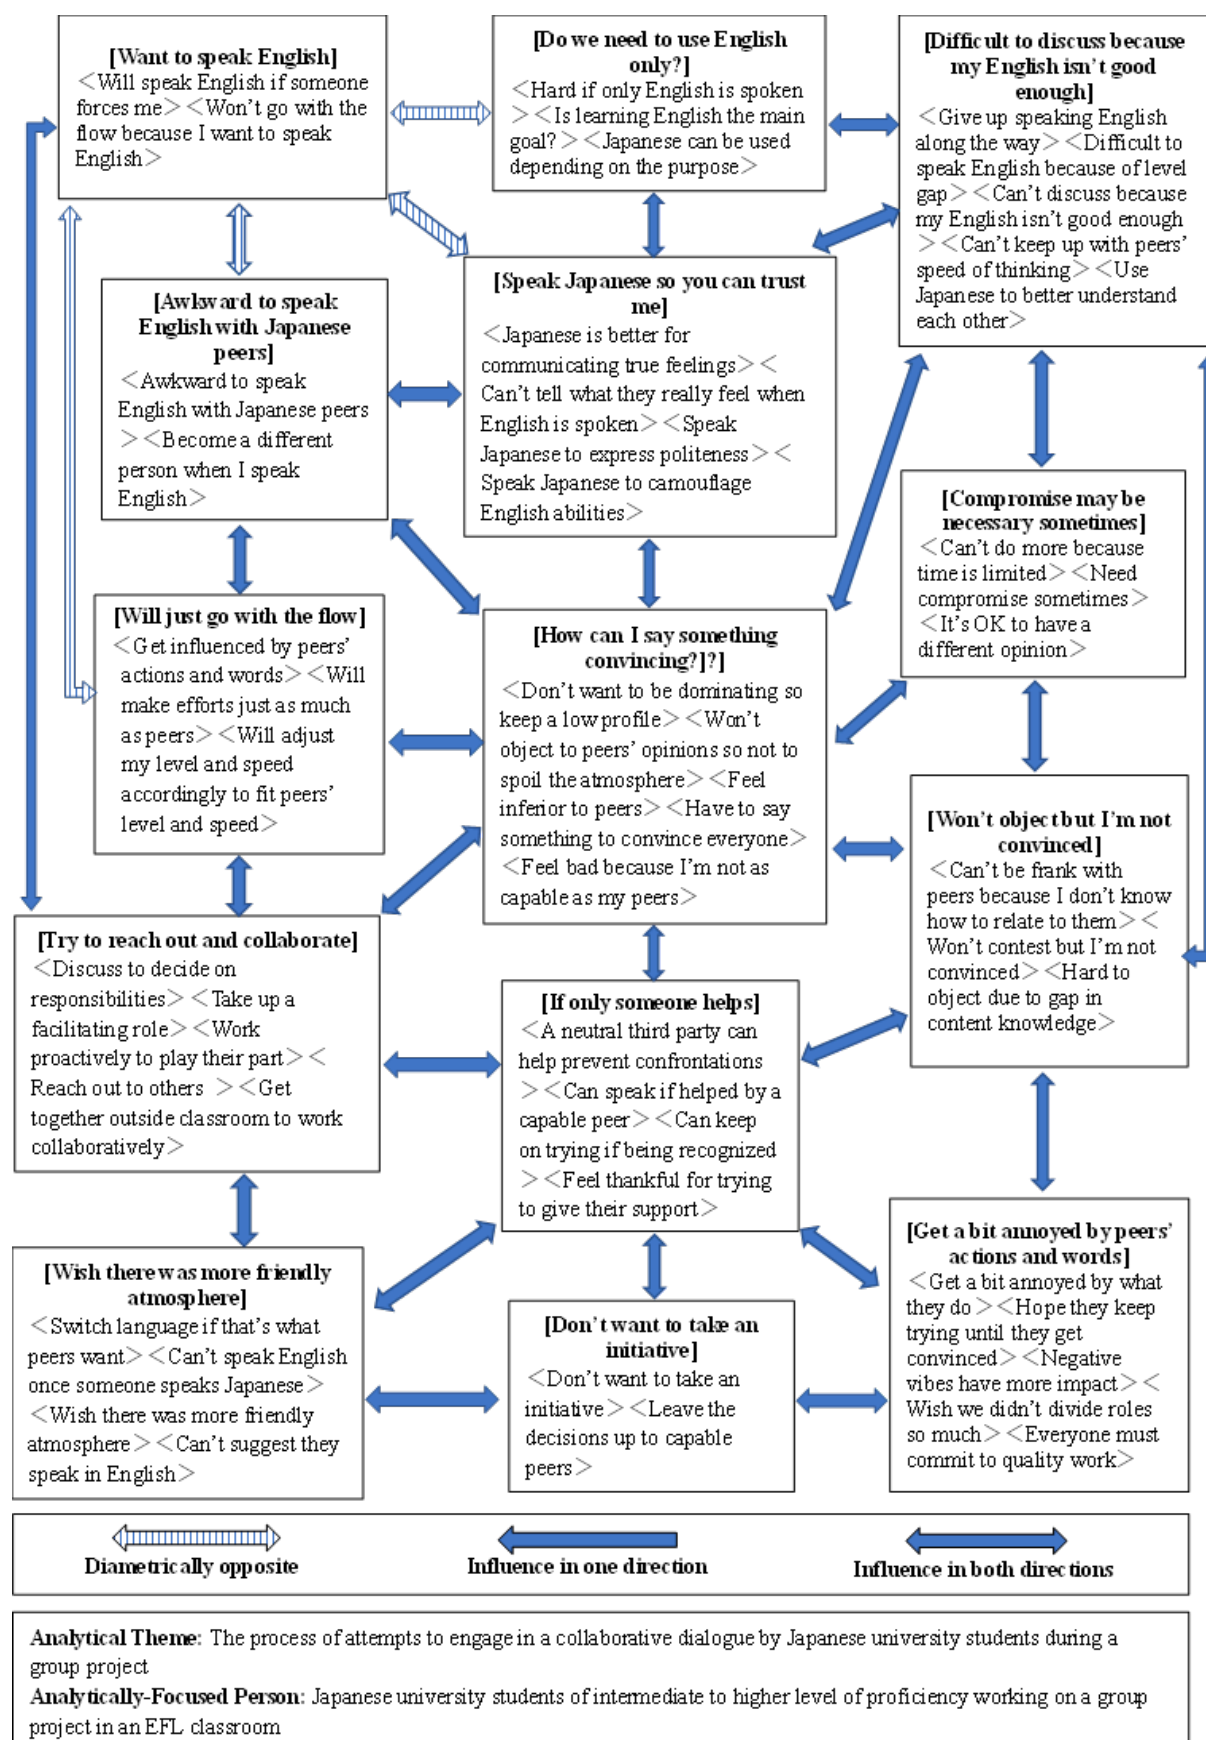 [Want to speak English]
<Will speak English if someone
forces me> <Won't go with the
flow because I want to speak
English>
[Do we need to use English
only?]
<Hard if only English is spoken
> <Is learning English the main
goal?> <Japanese can be used
depending on the purpose>
[Difficult to discuss because
my English isn't good
enough]
<Give up speaking English
along the way> <Difficult to
speak English because of level
gap> <Can't discuss because
my English isn't good enough
> <Can't keep up with peers'
speed of thinking> <Use
Japanese to better understand
each other>
[Awkward to speak
English with Japanese
peers]
<Awkward to speak
English with Japanese peers
> <Become a different
person when I speak
English>
[Speak Japanese so you can trust
me]
<Japanese is better for
communicating true feelings> <
Can't tell what they really feel when
English is spoken> <Speak
Japanese to express politeness> <
Speak Japanese to camouflage
English abilities>
[Compromise may be
necessary sometimes]
<Can't do more because
time is limited> <Need
compromise sometimes>
<It's OK to have a
different opinion>
[Will just go with the flow]
<Get influenced by peers'
actions and words> <Will
make efforts just as much
as peers> <Will adjust
my level and speed
accordingly to fit peers'
level and speed>
[How can I say something
convincing?]?]
<Don't want to be dominating so
keep a low profile> <Won't
object to peers' opinions so not to
spoil the atmosphere> <Feel
inferior to peers> <Have to say
something to convince everyone>
<Feel bad because I'm not as
capable as my peers>
[Won't object but I'm not
convinced]
<Can't be frank with
peers because I don't know
how to relate to them> <
Won't contest but I'm not
convinced> <Hard to
object due to gap in
content knowledge>
[Try to reach out and collaborate]
<Discuss to decide on
responsibilities> <Take up a
facilitating role> <Work
proactively to play their part> <
Reach out to others > <Get
together outside classroom to work
collaboratively>
[If only someone helps]
<A neutral third party can
help prevent confrontations
> <Can speak if helped by a
capable peer> <Can keep
on trying if being recognized
> <Feel thankful for trying
to give their support>
[Get a bit annoyed by peers'
actions and words]
<Get a bit annoyed by what
they do> <Hope they keep
trying until they get
convinced> <Negative
vibes have more impact> <
Wish we didn't divide roles
so much> <Everyone must
commit to quality work>
[Wish there was more friendly
atmosphere]
<Switch language if that's what
peers want> <Can't speak English
once someone speaks Japanese>
<Wish there was more friendly
atmosphere> <Can't suggest they
speak in English>
[Don't want to take an
initiative]
<Don't want to take an
initiative> <Leave the
decisions up to capable
peers>
Diametrically opposite
Influence in one direction
Influence in both directions
Analytical Theme: The process of attempts to engage in a collaborative dialogue by Japanese university students during a
group project
Analytically-Focused Person: Japanese university students of intermediate to higher level of proficiency working on a group
project in an EFL classroom